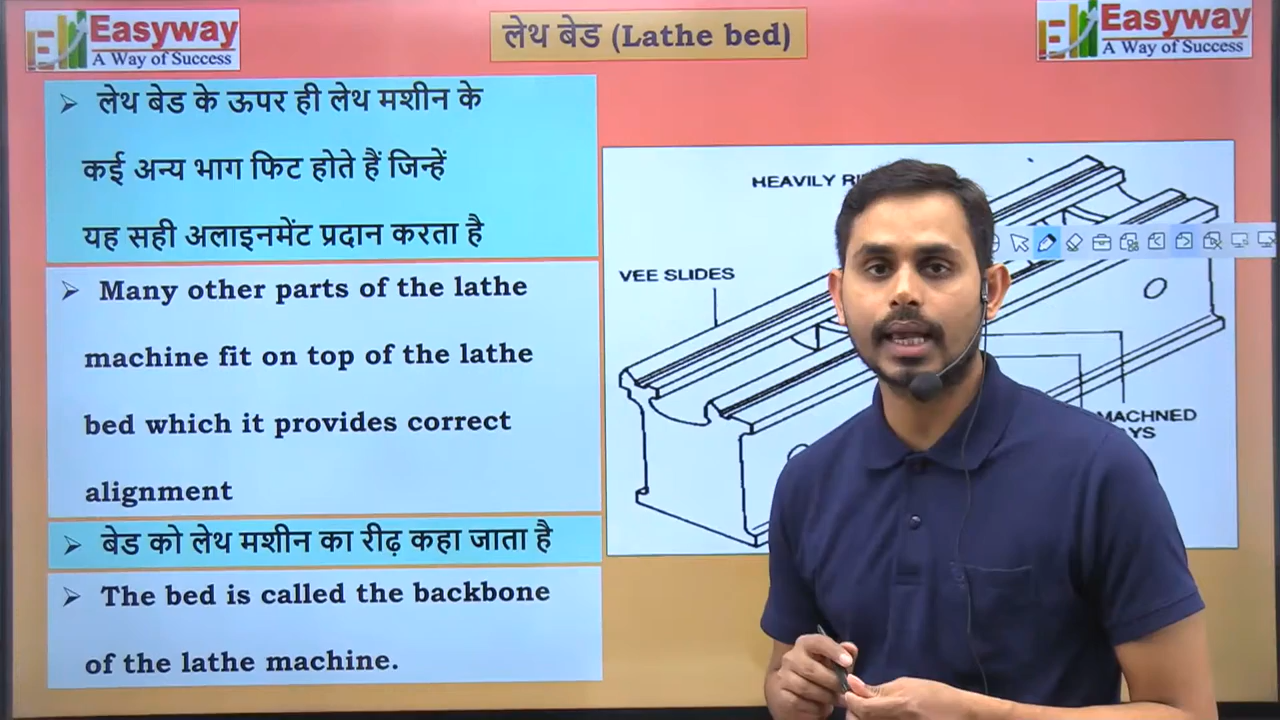 Easyway
A Way of Success
लेथ बेड (Lathe bed)
Easyway
A Way of Success
➢ लेथ बेड के ऊपर ही लेथ मशीन के
कई अन्य भाग फिट होते हैं जिन्हें
यह सही अलाइनमेंट प्रदान करता है
➢ Many other parts of the lathe
machine fit on top of the lathe
bed which it provides correct
alignment
➢ बेड को लेथ मशीन का रीढ़ कहा जाता है
➢ The bed is called the backbone
of the lathe machine.
HEAVILY
VEE SLIDES
MACHNED